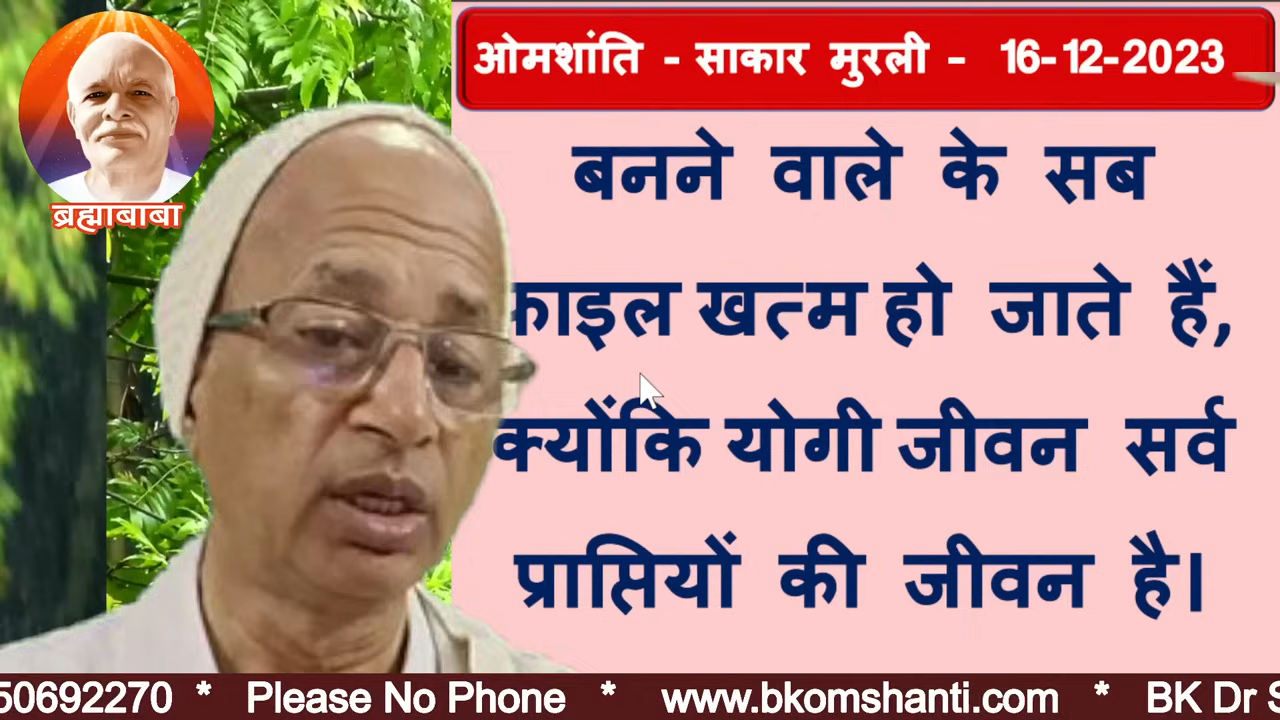 ओमशांति - साकार मुरली - 16-12-2023
ब्रह्माबाबा
बनने वाले के सब
फाइल खत्म हो जाते हैं,
क्योंकि योगी जीवन सर्व
प्राप्तियों की जीवन है।
50692270 * Please No Phone * www.bkomshanti.com * BK Dr S